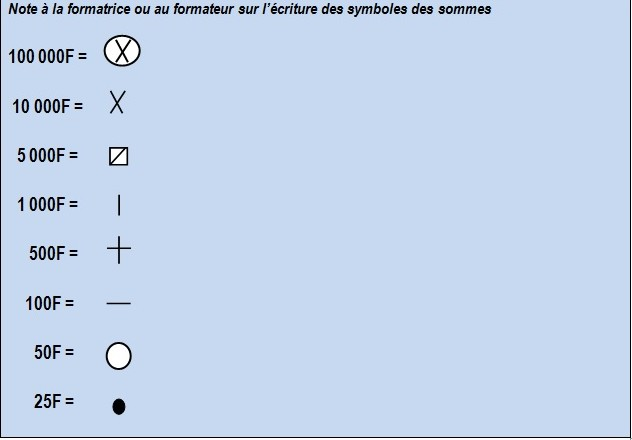 Note à la formatrice ou au formateur sur l'écriture des symboles des sommes
100 000F =
10 000F =
5 000F =
1 000F =
500F =
100F =
50F =
25F =